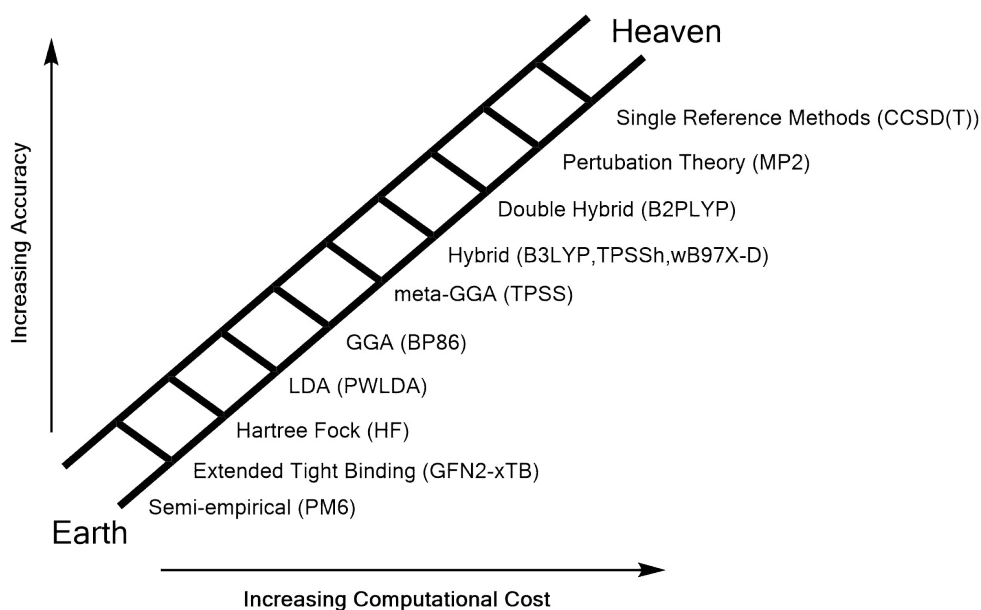 Heaven
Single Reference Methods (CCSD(T))
Pertubation Theory (MP2)
Double Hybrid (B2PLYP)
Hybrid (B3LYP,TPSSh,wB97X-D)
meta-GGA (TPSS)
GGA (BP86)
LDA (PWLDA)
Hartree Fock (HF)
Extended Tight Binding (GFN2-xTB)
Semi-empirical (PM6)
Earth
Increasing Accuracy
Increasing Computational Cost